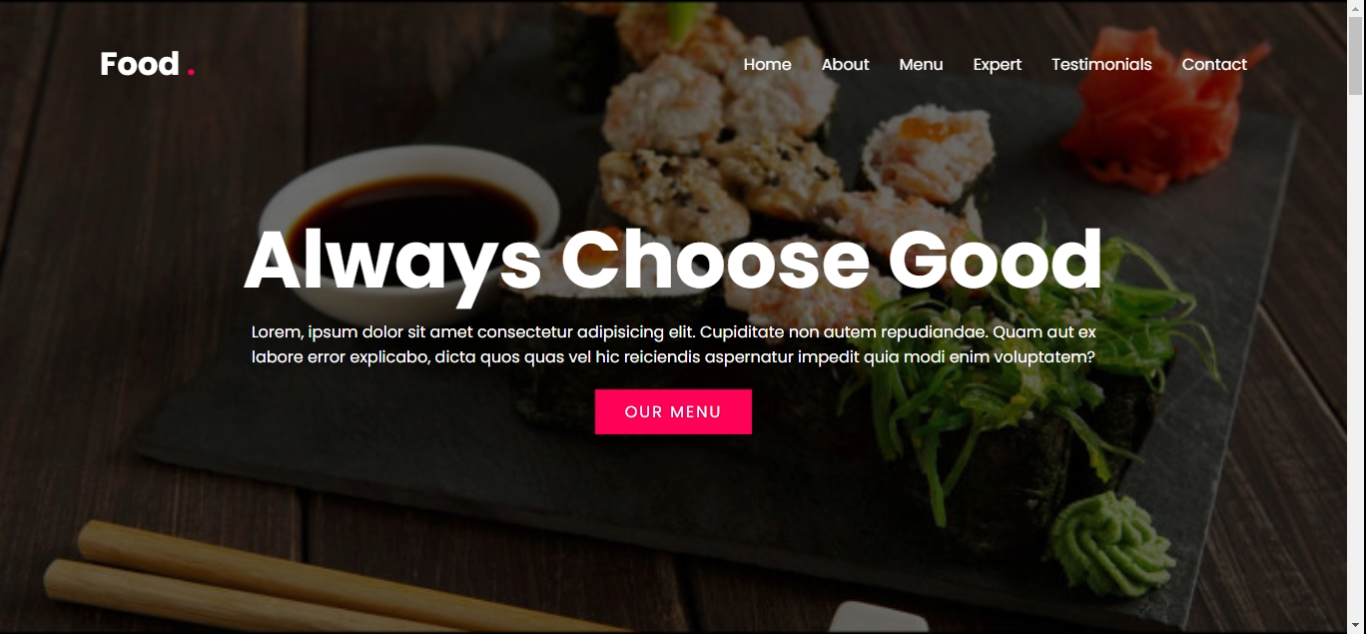 Food .
Home About Menu Expert Testimonials Contact
Always Choose Good
Lorem, ipsum dolor sit amet consectetur adipisicing elit. Cupiditate non autem repudiandae. Quam aut ex
labore error explicabo, dicta quos quas vel hic reiciendis aspernatur impedit quia modi enim voluptatem?
OUR MENU